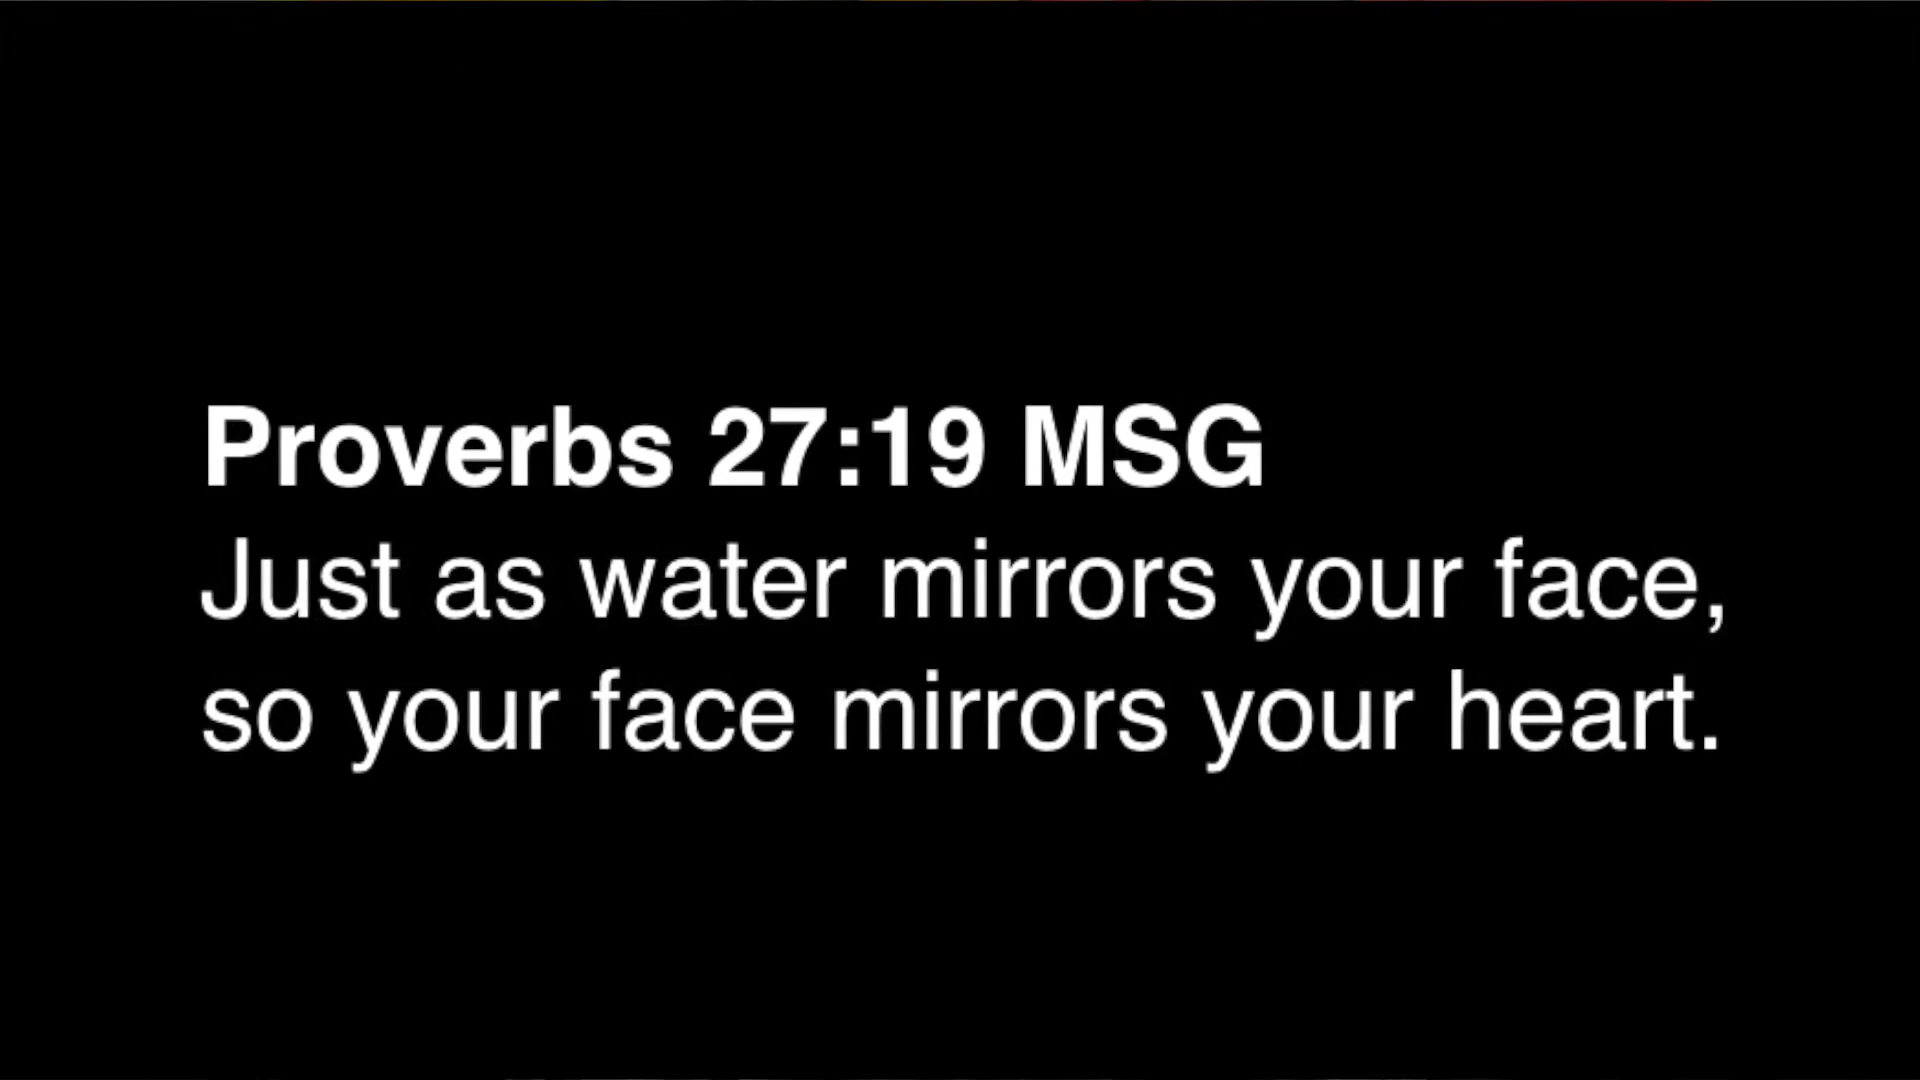 Proverbs 27:19 MSG
Just as water mirrors your face,
so your face mirrors your heart.